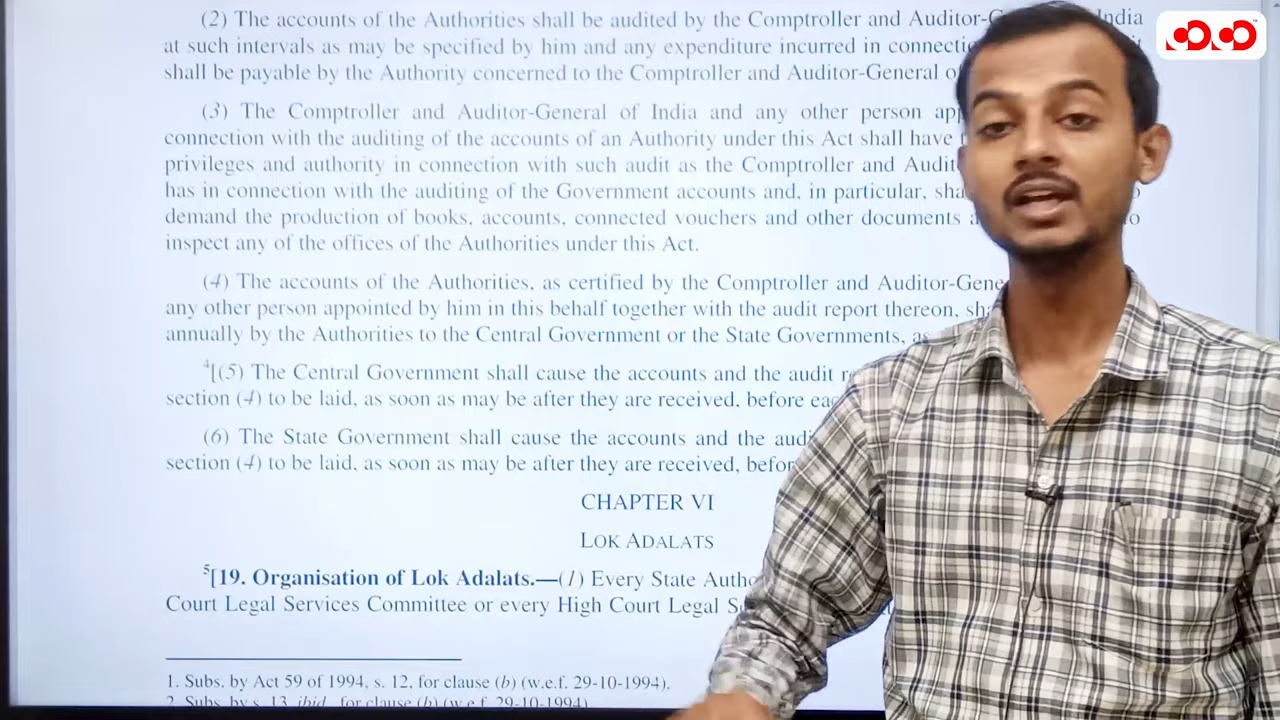 (2) The accounts of the Authorities shall be audited by the Comptroller and Auditor- India
at such intervals as may be specified by him and any expenditure incurred in
shall be payable by the Authority concerned to the Comptroller and Auditor-General
(3) The Comptroller and Auditor-General of India and any other person
connection with the auditing of the accounts of an Authority under this Act shall have
privileges and authority in connection with such audit as the Comptroller and
has in connection with the auditing of the Government accounts and, in particular,
demand the production of books, accounts, connected vouchers and other documents
inspect any of the offices of the Authorities under this Act.
(4) The accounts of the Authorities, as certified by the Comptroller and
any other person appointed by him in this behalf together with the audit report thereon,
annually by the Authorities to the Central Government or the State Governments,
4[(5) The Central Government shall cause the accounts and the audit
section (4) to be laid, as soon as may be after they are received, before
(6) The State Government shall cause the accounts and the
section (4) to be laid, as soon as may be after they are received,
CHAPTER VI
LOK ADALATS
5[19. Organisation of Lok Adalats.—(1) Every State
Court Legal Services Committee or every High Court Legal
1. Subs. by Act 59 of 1994, s. 12, for clause (b) (w.e.f. 29-10-1994).
2. Subs. by s. 13, ibid., for clause (b) (w.e.f. 29-10-1994)